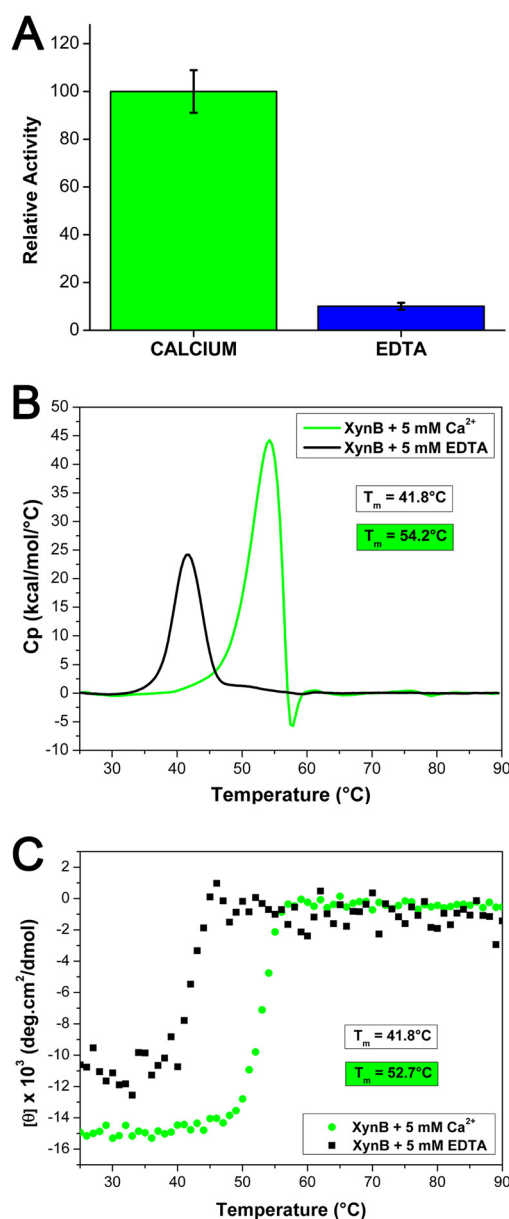 A
120
100
80
60
40
20
0
Relative Activity
CALCIUM EDTA
B
50
45
40
35
30
25
20
15
10
5
0
-5
-10
Cp (kcal/mol/°C)
XynB + 5 mM Ca²⁺
XynB + 5 mM EDTA
Tₘ = 41.8°C
Tₘ = 54.2°C
30 40 50 60 70 80 90
Temperature (°C)
C
2
0
-2
-4
-6
-8
-10
-12
-14
-16
[θ] x 10³ (deg.cm²/dmol)
Tₘ = 41.8°C
Tₘ = 52.7°C
XynB + 5 mM Ca²⁺
XynB + 5 mM EDTA
30 40 50 60 70 80 90
Temperature (°C)